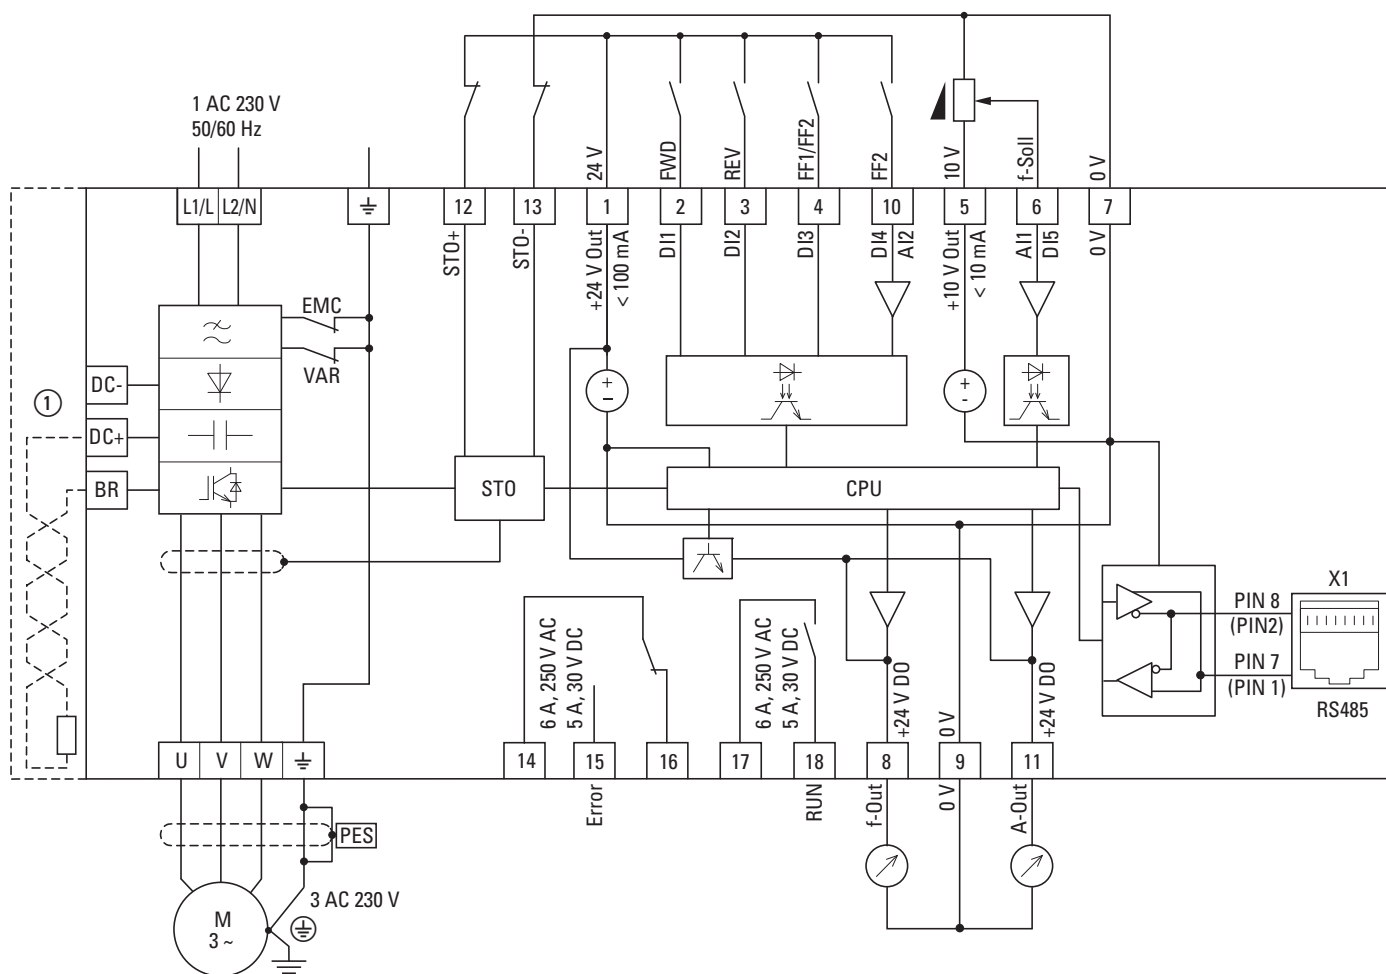 1 AC 230 V
50/60 Hz
24 V
FWD
REV
FF1/FF2
FF2
10 V
f-Soll
0 V
L1/L
L2/N
12
13
1
2
3
4
10
5
6
7
STO+
STO-
+24 V Out
< 100 mA
DI1
DI2
DI3
DI4
AI2
+10 V Out
< 10 mA
AI1
DI5
0 V
EMC
VAR
1
DC-
DC+
BR
+
–
+
-
STO
CPU
6 A, 250 V AC
5 A, 30 V DC
6 A, 250 V AC
5 A, 30 V DC
+24 V DO
0 V
+24 V DO
X1
PIN 8
(PIN2)
PIN 7
(PIN 1)
RS485
U
V
W
14
15
16
17
18
8
9
11
Error
RUN
f-Out
0 V
A-Out
PES
3 AC 230 V
M
3 ~